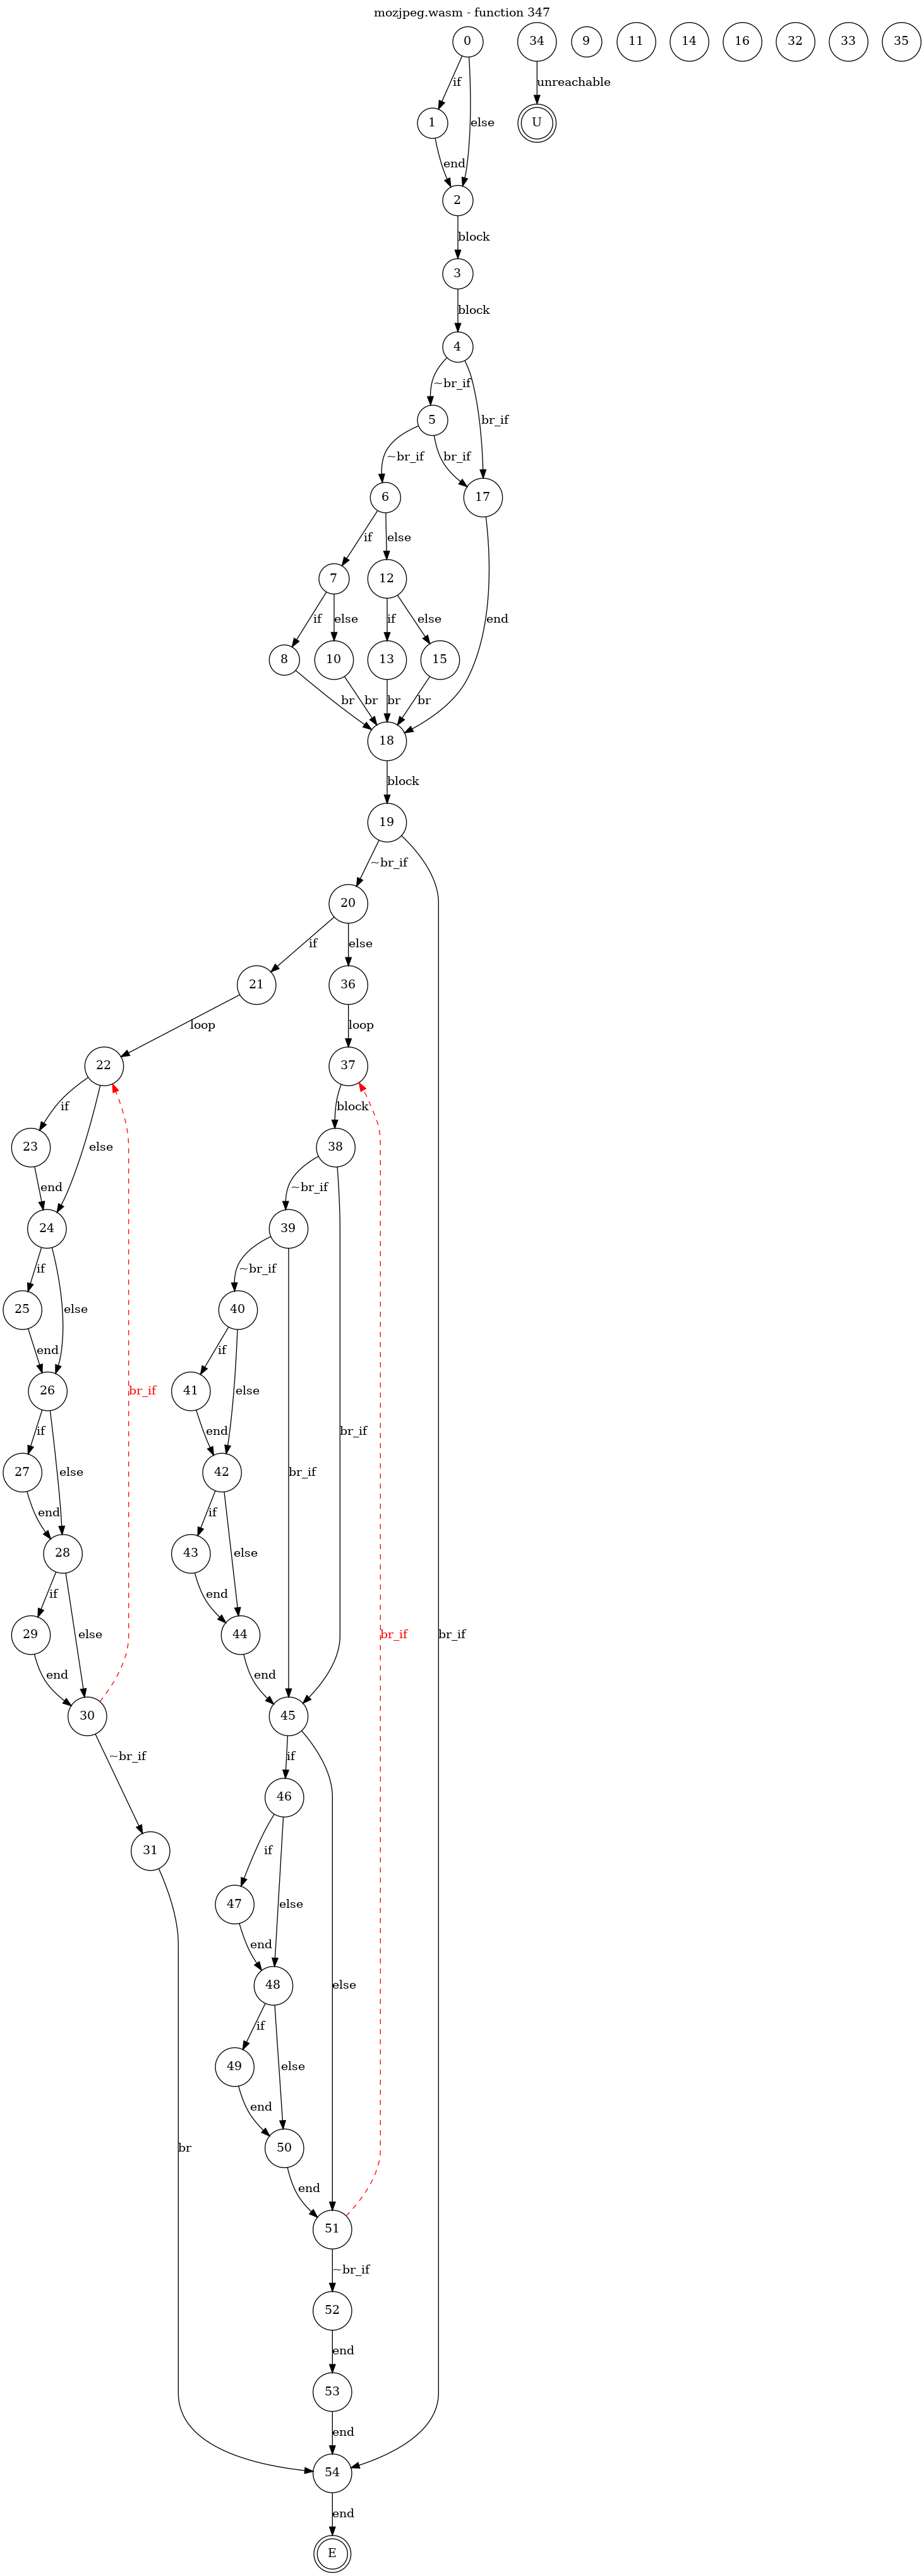 mozjpeg.wasm - function 347
0 34 9 11 14 16 32 33 35
if unreachable
1 else U
end
2
block
3
block
4
~br_if
5 br_if
~br_if br_if
6 17
if else
7 12
if else if else end
8 10 13 15
br br br br
18
block
19
~br_if
20
if else
21 36
loop loop
22 37
if block
23 else 38
end ~br_if
24 39
if ~br_if
25 else 40
end if
26 br_if 41 else
if end br_if br_if
27 else 42 br_if
end if
28 43 else
if end
29 else 44 br_if br_if
end end
30 45
~br_if if
46
31 if
47 else
end
48 else
if
49 else
end
br 50
end
51
~br_if
52
end
53
end
54
end
E